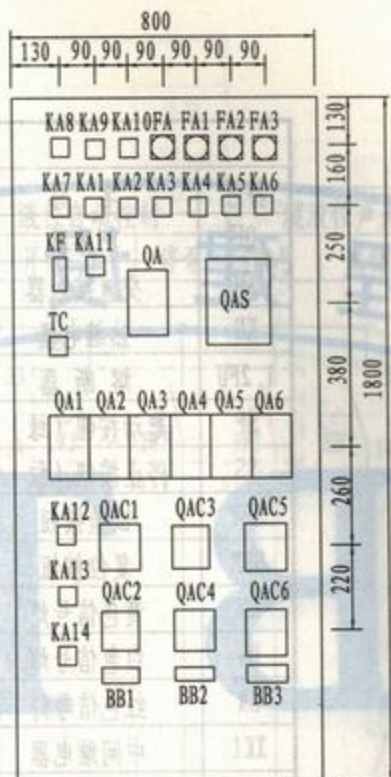 800
130 90 90 90 90 90 90
KA8 KA9 KA10 FA FA1 FA2 FA3
130
160
KA7 KA1 KA2 KA3 KA4 KA5 KA6
250
KF KA11 QA
QAS
TC
380
1800
QA1 QA2 QA3 QA4 QA5 QA6
260
KA12 QAC1 QAC3 QAC5
220
KA13
QAC2 QAC4 QAC6
KA14
BB1 BB2 BB3